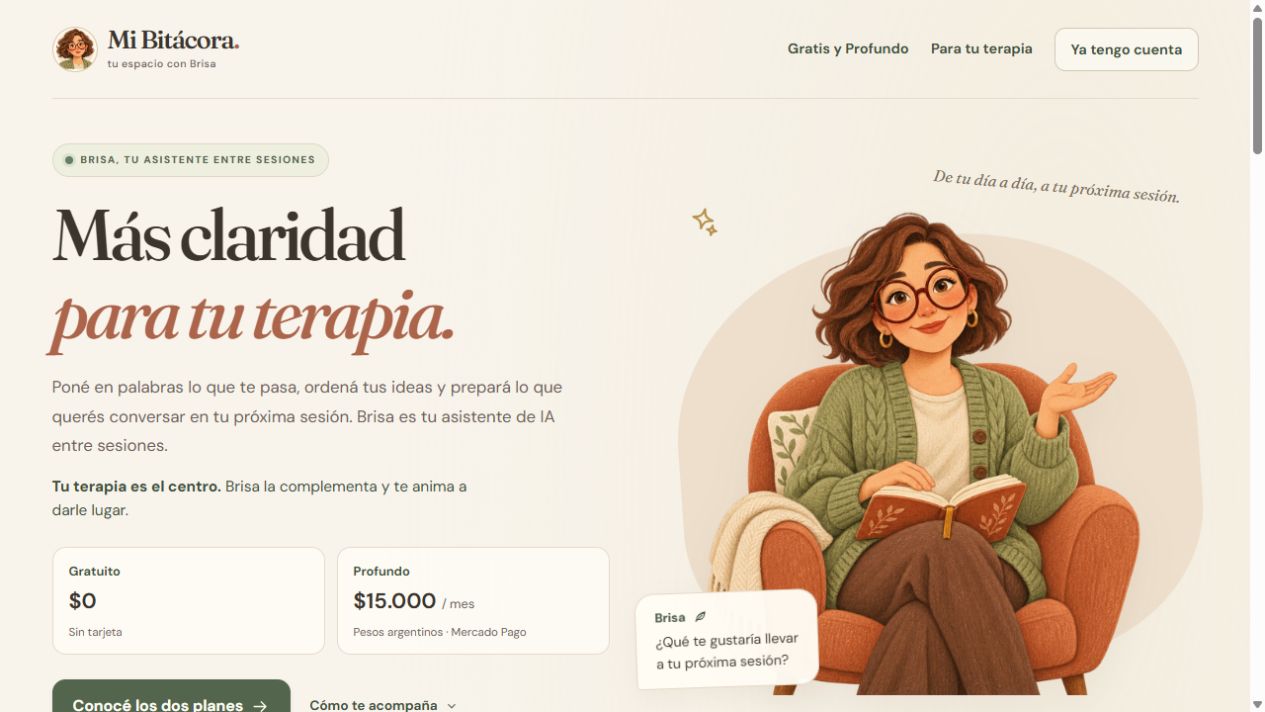 Mi Bitácora.
tu espacio con Brisa
Gratis y Profundo
Para tu terapia
Ya tengo cuenta
BRISA, TU ASISTENTE ENTRE SESIONES
Más claridad
para tu terapia.
Poné en palabras lo que te pasa, ordená tus ideas y prepará lo que
querés conversar en tu próxima sesión. Brisa es tu asistente de IA
entre sesiones.
Tu terapia es el centro. Brisa la complementa y te anima a
darle lugar.
Gratuito
$0
Sin tarjeta
Profundo
$15.000 / mes
Pesos argentinos · Mercado Pago
Conocé los dos planes →
Cómo te acompaña
De tu día a día, a tu próxima sesión.
Brisa
¿Qué te gustaría llevar
a tu próxima sesión?